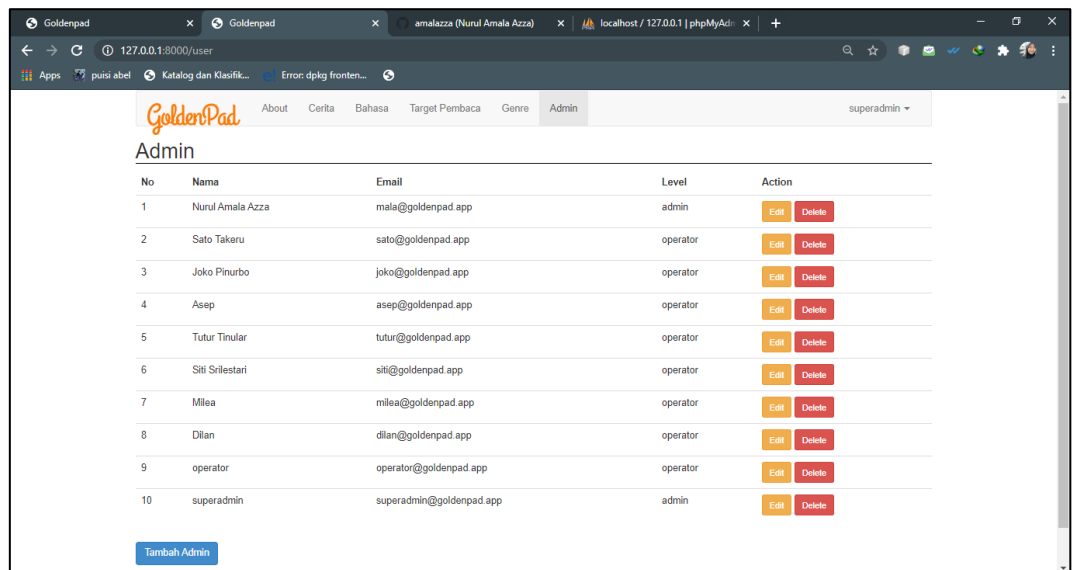 Goldenpad
Goldenpad
amalazza (Nurul Amala Azza)
localhost / 127.0.0.1 | phpMyAdm
127.0.0.1:8000/user
Apps
puisi abel
Katalog dan Klasifik...
Error: dpkg fronten...
GoldenPad
About
Cerita
Bahasa
Target Pembaca
Genre
Admin
superadmin
Admin
No Nama Email Level Action
1 Nurul Amala Azza mala@goldenpad.app admin Edit Delete
2 Sato Takeru sato@goldenpad.app operator Edit Delete
3 Joko Pinurbo joko@goldenpad.app operator Edit Delete
4 Asep asep@goldenpad.app operator Edit Delete
5 Tutur Tinular tutur@goldenpad.app operator Edit Delete
6 Siti Srilestari siti@goldenpad.app operator Edit Delete
7 Milea milea@goldenpad.app operator Edit Delete
8 Dilan dilan@goldenpad.app operator Edit Delete
9 operator operator@goldenpad.app operator Edit Delete
10 superadmin superadmin@goldenpad.app admin Edit Delete
Tambah Admin